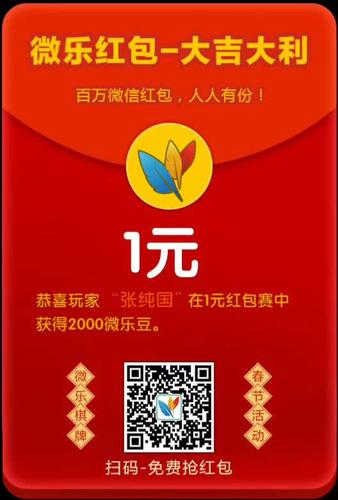 微乐红包-大吉大利
百万微信红包，人人有份！
1元
恭喜玩家 “张纯国” 在1元红包赛中
获得2000微乐豆。
微乐棋牌
春节活动
扫码-免费抢红包